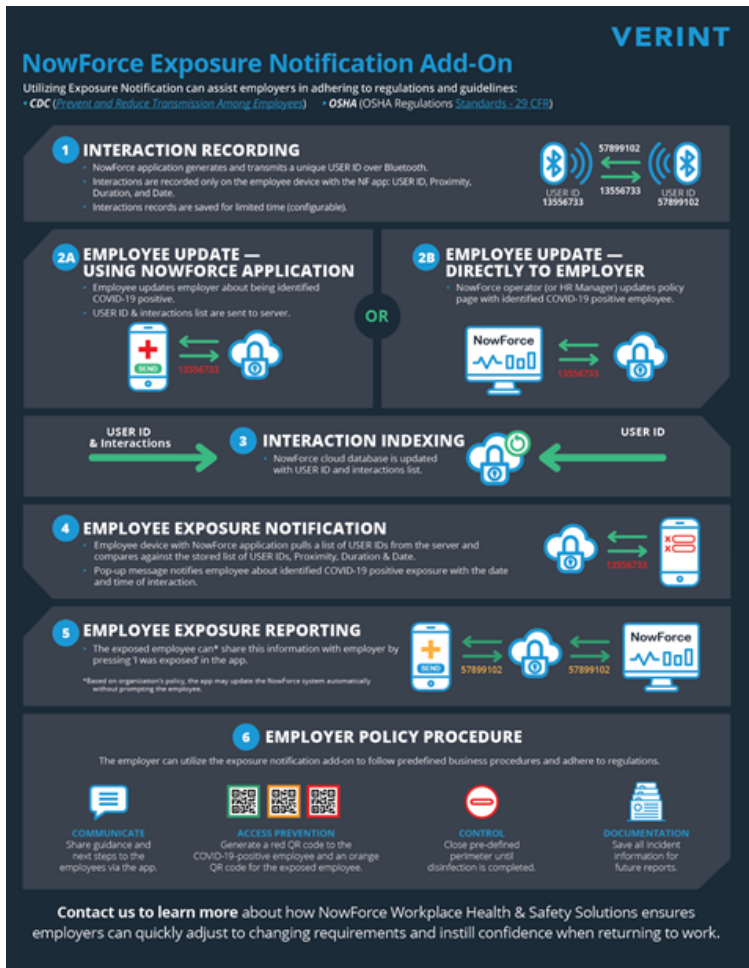 VERINT
NowForce Exposure Notification Add-On
Utilizing Exposure Notification can assist employers in adhering to regulations and guidelines:
• CDC (Prevent and Reduce Transmission Among Employees) • OSHA (OSHA Regulations Standards - 29 CFR)
1 INTERACTION RECORDING
• NowForce application generates and transmits a unique USER ID over Bluetooth.
• Interactions are recorded only on the employee device with the NF app: USER ID, Proximity,
Duration, and Date.
• Interactions records are saved for limited time (configurable).
57899102
13556733
USER ID
13556733
USER ID
57899102
2A EMPLOYEE UPDATE —
USING NOWFORCE APPLICATION
• Employee updates employer about being identified
COVID-19 positive.
• USER ID & interactions list are sent to server.
SEND
13556733
OR
2B EMPLOYEE UPDATE —
DIRECTLY TO EMPLOYER
• NowForce operator (or HR Manager) updates policy
page with identified COVID-19 positive employee.
NowForce
13556733
USER ID
& Interactions
3 INTERACTION INDEXING
• NowForce cloud database is updated
with USER ID and interactions list.
USER ID
4 EMPLOYEE EXPOSURE NOTIFICATION
• Employee device with NowForce application pulls a list of USER IDs from the server and
compares against the stored list of USER IDs, Proximity, Duration & Date.
• Pop-up message notifies employee about identified COVID-19 positive exposure with the date
and time of interaction.
13556733
5 EMPLOYEE EXPOSURE REPORTING
• The exposed employee can* share this information with employer by
pressing 'I was exposed' in the app.
*Based on organization's policy, the app may update the NowForce system automatically
without prompting the employee.
SEND
57899102
57899102
NowForce
6 EMPLOYER POLICY PROCEDURE
The employer can utilize the exposure notification add-on to follow predefined business procedures and adhere to regulations.
COMMUNICATE
Share guidance and
next steps to the
employees via the app.
ACCESS PREVENTION
Generate a red QR code to the
COVID-19-positive employee and an orange
QR code for the exposed employee.
CONTROL
Close pre-defined
perimeter until
disinfection is completed.
DOCUMENTATION
Save all incident
information for
future reports.
Contact us to learn more about how NowForce Workplace Health & Safety Solutions ensures
employers can quickly adjust to changing requirements and instill confidence when returning to work.